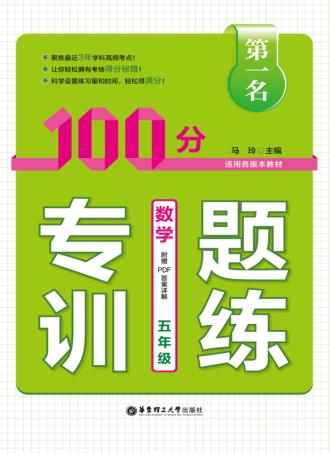 聚焦最近3年学科高频考点！
让你轻松拥有考场得分秘籍！
科学设置练习量和时间，轻松得满分！
第一名
100分
马 玲 主编
适用各版本教材
专题
训练
数学
附赠
PDF
答案详解
五年级
华东理工大学出版社